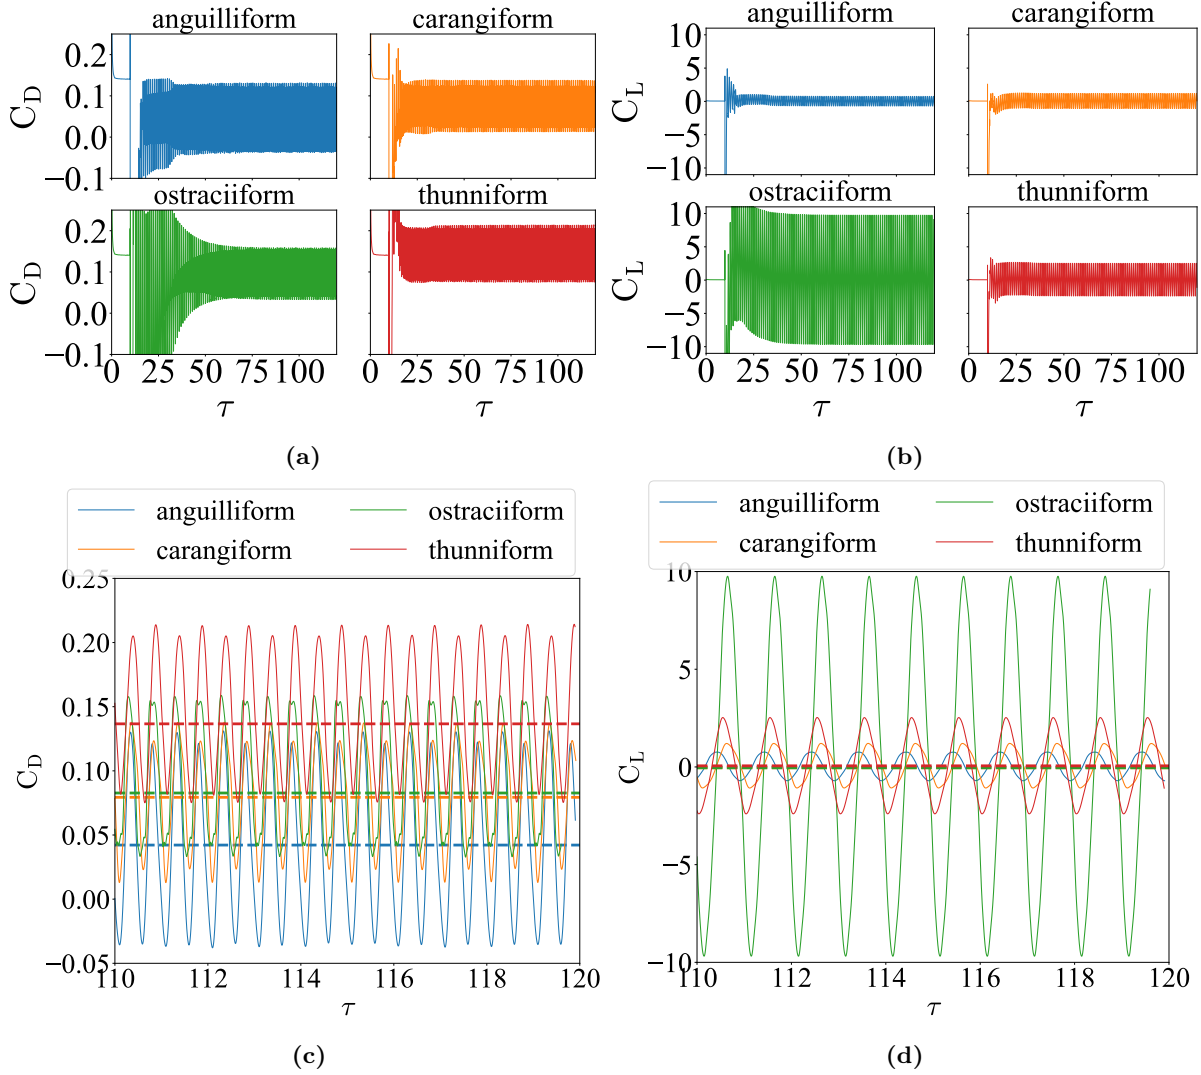 anguilliform
carangiform
C_D
0.2
0.1
0.0
−0.1
ostraciiform
thunniform
C_D
0.2
0.1
0.0
−0.1
0 25 50 75 100
0 25 50 75 100
τ
τ
(a)
anguilliform
carangiform
C_L
10
5
0
−5
−10
ostraciiform
thunniform
C_L
10
5
0
−5
−10
0 25 50 75 100
0 25 50 75 100
τ
τ
(b)
anguilliform
ostraciiform
carangiform
thunniform
C_D
0.25
0.20
0.15
0.10
0.05
0.00
−0.05
110 112 114 116 118 120
τ
(c)
anguilliform
ostraciiform
carangiform
thunniform
C_L
10
5
0
−5
−10
110 112 114 116 118 120
τ
(d)